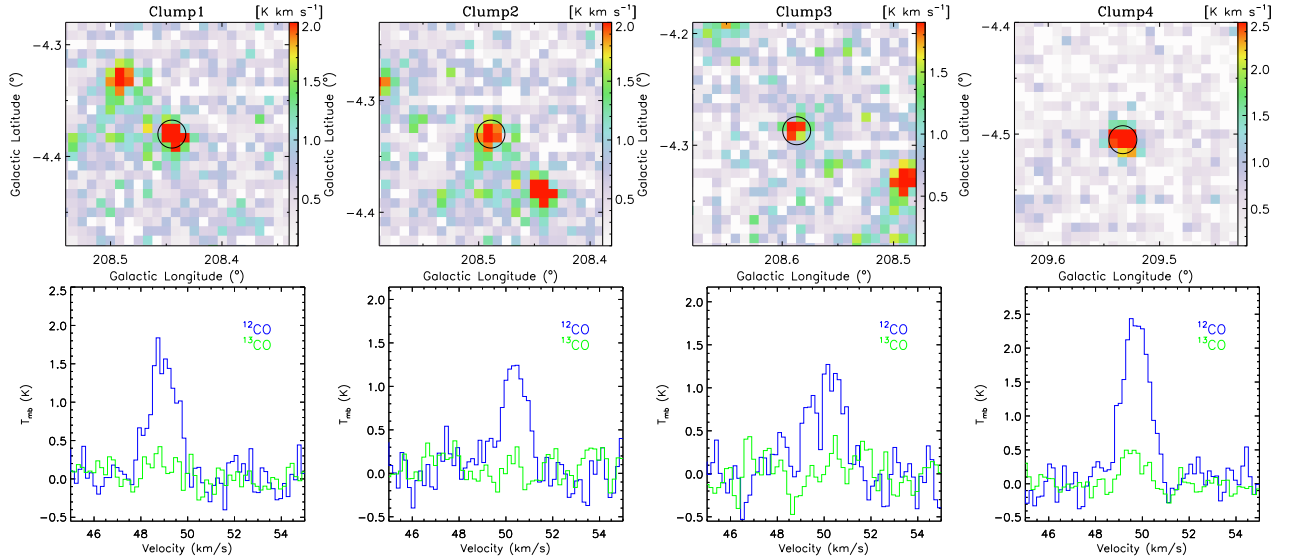 Clump1 [K km s⁻¹]
−4.3
−4.4
Galactic Latitude (°)
208.5 208.4
Galactic Longitude (°)
2.0
1.5
1.0
0.5
Clump2 [K km s⁻¹]
−4.3
−4.4
Galactic Latitude (°)
208.5 208.4
Galactic Longitude (°)
2.0
1.5
1.0
0.5
Clump3 [K km s⁻¹]
−4.2
−4.3
Galactic Latitude (°)
208.6 208.5
Galactic Longitude (°)
1.5
1.0
0.5
Clump4 [K km s⁻¹]
−4.4
−4.5
Galactic Latitude (°)
209.6 209.5
Galactic Longitude (°)
2.5
2.0
1.5
1.0
0.5
2.5
2.0
1.5
1.0
0.5
0.0
−0.5
T_mb (K)
¹²CO
¹³CO
46 48 50 52 54
Velocity (km/s)
2.0
1.5
1.0
0.5
0.0
−0.5
T_mb (K)
¹²CO
¹³CO
46 48 50 52 54
Velocity (km/s)
2.0
1.5
1.0
0.5
0.0
−0.5
T_mb (K)
¹²CO
¹³CO
46 48 50 52 54
Velocity (km/s)
2.5
2.0
1.5
1.0
0.5
0.0
−0.5
T_mb (K)
¹²CO
¹³CO
46 48 50 52 54
Velocity (km/s)